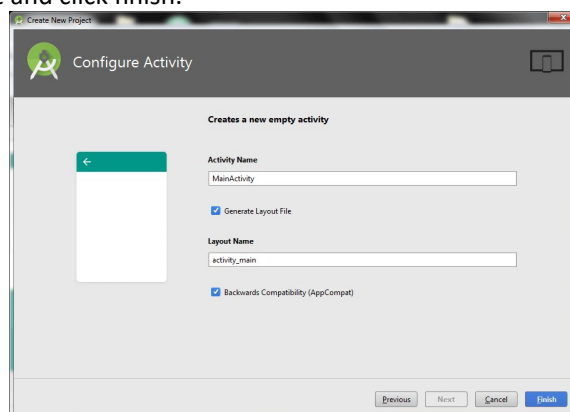 and click finish.
Create New Project
Configure Activity
Creates a new empty activity
Activity Name
MainActivity
Generate Layout File
Layout Name
activity_main
Backwards Compatibility (AppCompat)
Previous Next Cancel Finish